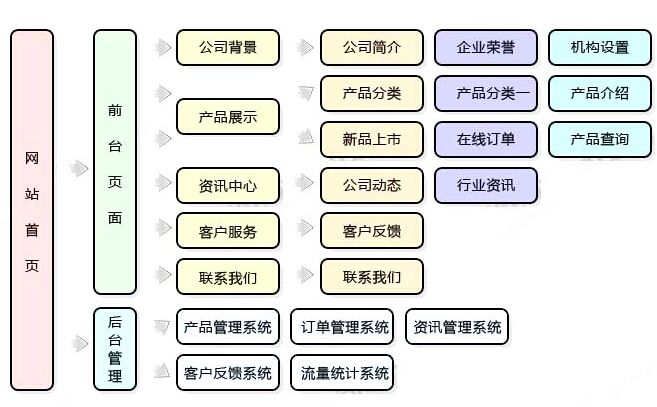 网站首页
前台页面
公司背景 公司简介 企业荣誉 机构设置
产品展示
产品分类 产品分类一 产品介绍
新品上市 在线订单 产品查询
资讯中心 公司动态 行业资讯
客户服务 客户反馈
联系我们 联系我们
后台管理
产品管理系统 订单管理系统 资讯管理系统
客户反馈系统 流量统计系统